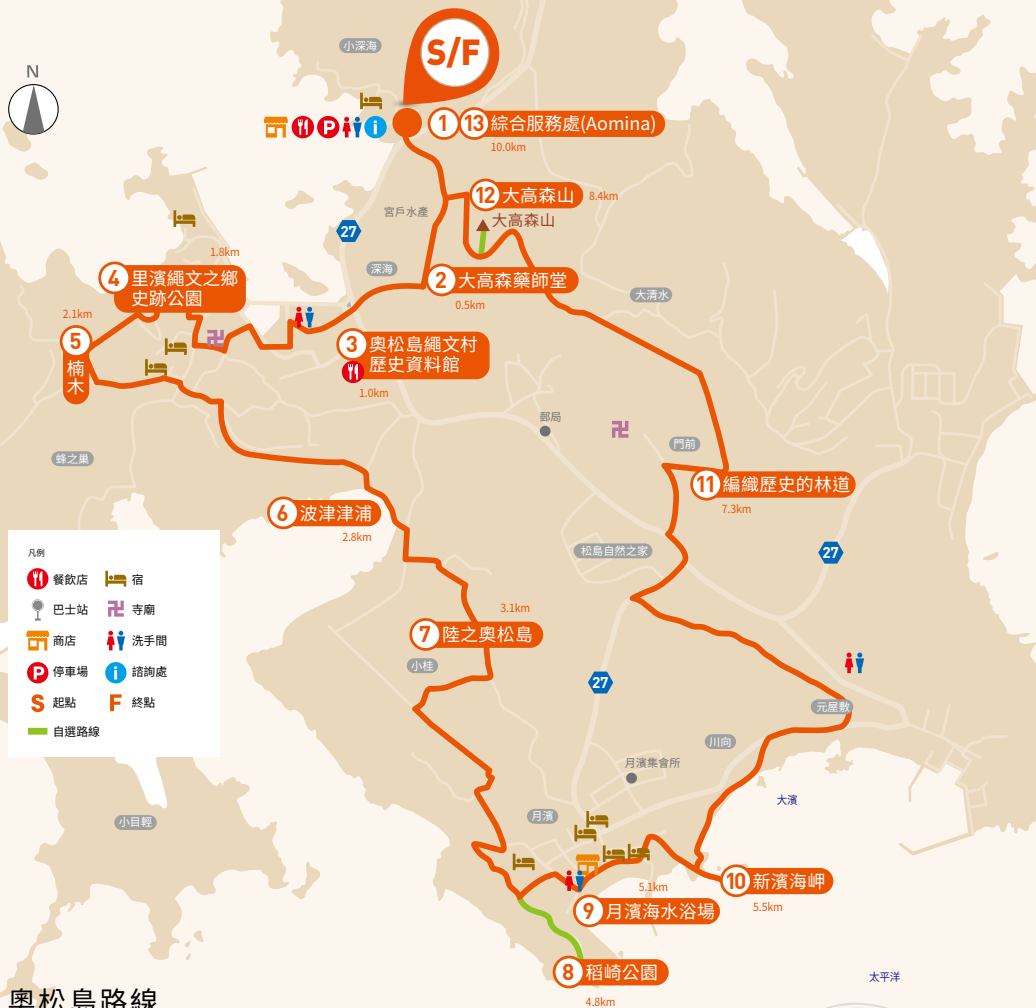 小深海
S/F
N
1 13 綜合服務處(Aomina)
10.0km
P
i
12 大高森山
8.4km
大高森山
宮戶水產
27
1.8km
深海
4 里濱繩文之鄉
史跡公園
2 大高森藥師堂
0.5km
大清水
2.1km
5 楠木
3 奧松島繩文村
歷史資料館
1.0km
郵局
門前
蜂之巢
11 編織歷史的林道
7.3km
6 波津津浦
2.8km
松島自然之家
27
凡例
餐飲店
宿
巴士站
寺廟
商店
洗手間
P 停車場
i 諮詢處
S 起點
F 終點
自選路線
3.1km
7 陸之奧松島
小桂
27
元屋敷
川向
月濱集會所
大濱
小目輕
月濱
5.1km
10 新濱海岬
5.5km
9 月濱海水浴場
8 稻崎公園
4.8km
太平洋
奧松島路線